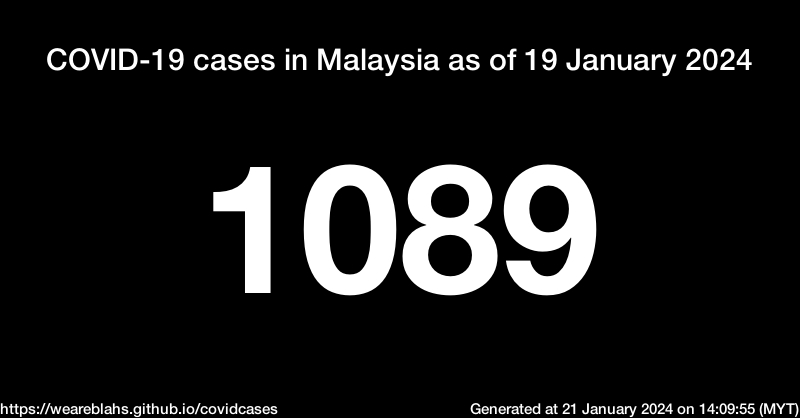 COVID-19 cases in Malaysia as of 19 January 2024
1089
https://weareblahs.github.io/covidcases
Generated at 21 January 2024 on 14:09:55 (MYT)